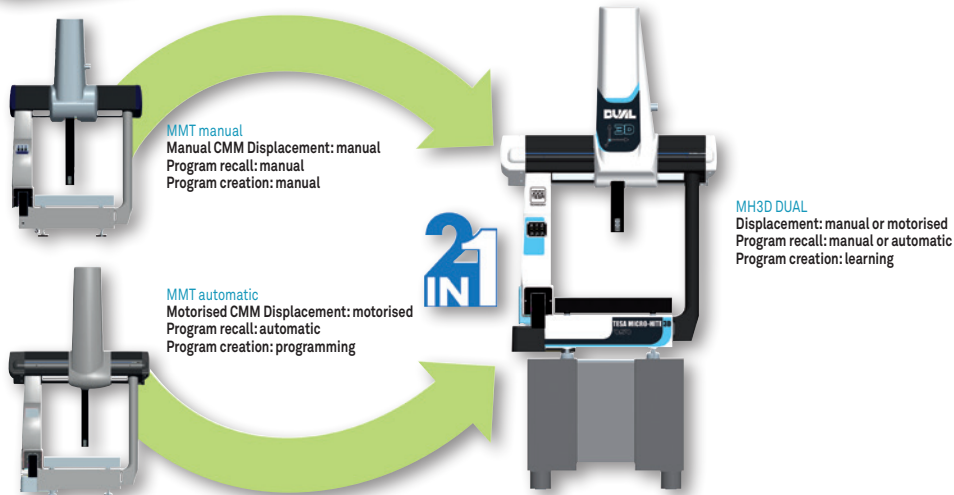 MMT manual
Manual CMM Displacement: manual
Program recall: manual
Program creation: manual
MMT automatic
Motorised CMM Displacement: motorised
Program recall: automatic
Program creation: programming
2
IN 1
DUAL
3D
TESA MICRO-HITE 3D
MH3D DUAL
Displacement: manual or motorised
Program recall: manual or automatic
Program creation: learning